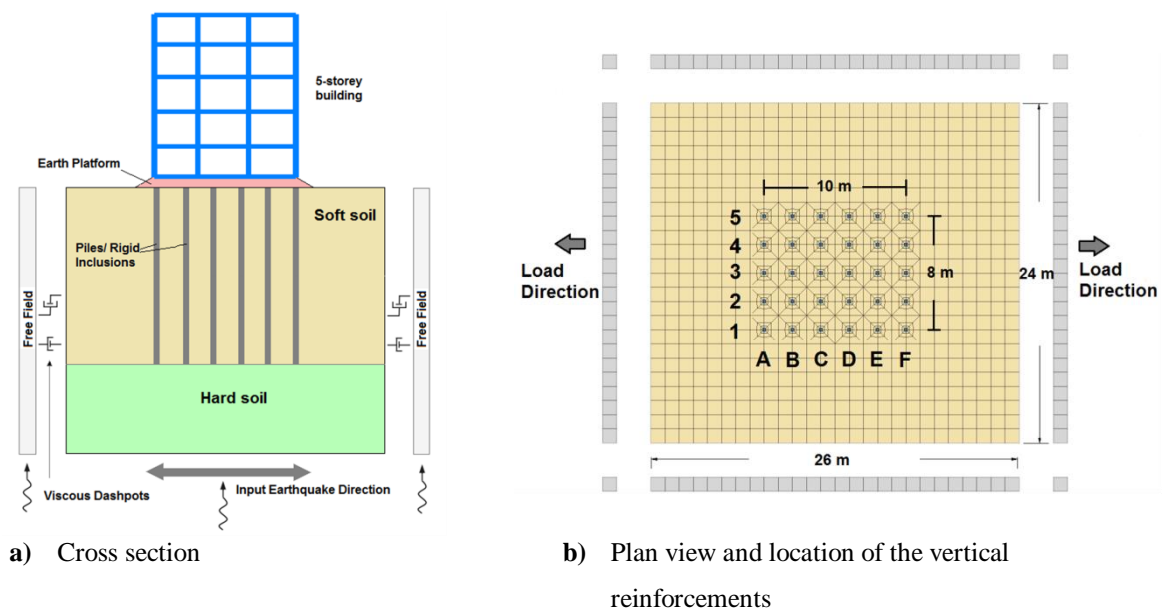 5-storey
building
Earth Platform
Soft soil
Piles/ Rigid
Inclusions
Free Field
Free Field
Hard soil
Viscous Dashpots
Input Earthquake Direction
a) Cross section
10 m
5
4
3
2
1
8 m
24 m
A B C D E F
Load
Direction
Load
Direction
26 m
b) Plan view and location of the vertical
reinforcements